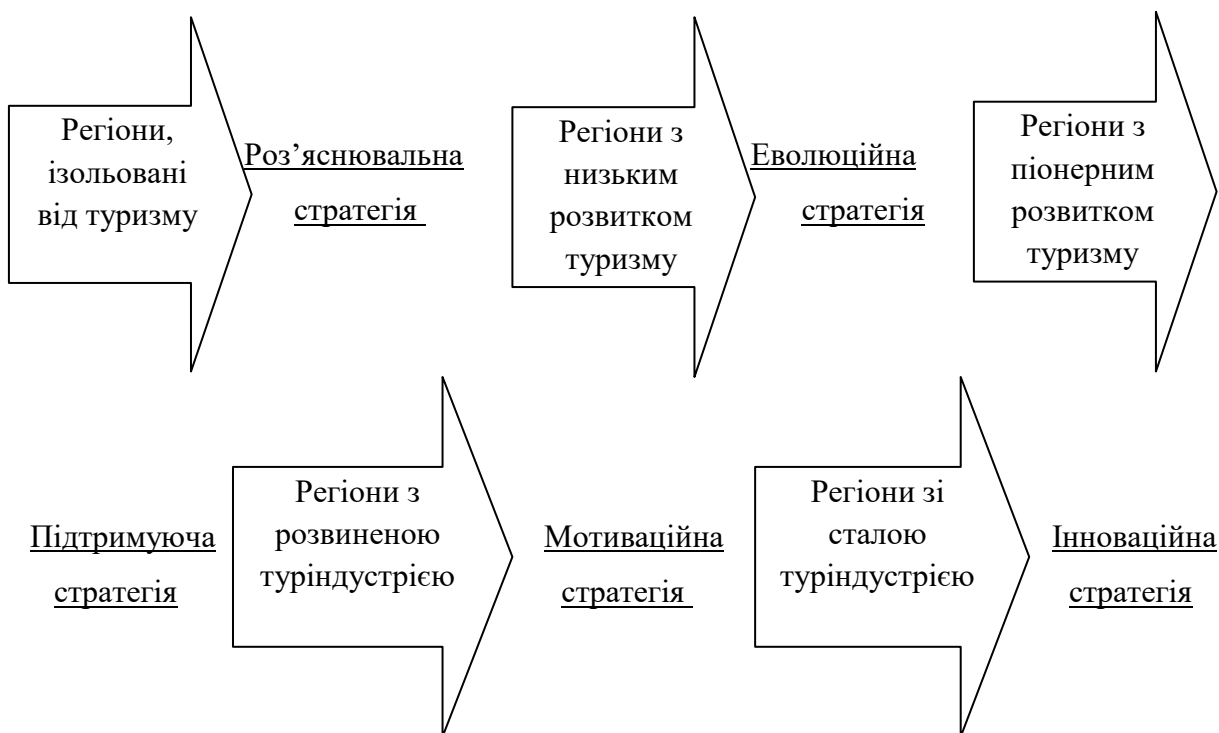 Регіони,
ізольовані
від туризму
Роз’яснювальна
стратегія
Регіони з
низьким
розвитком
туризму
Еволюційна
стратегія
Регіони з
піонерним
розвитком
туризму
Підтримуюча
стратегія
Регіони з
розвиненою
туріндустрією
Мотиваційна
стратегія
Регіони зі
сталою
туріндустрією
Інноваційна
стратегія